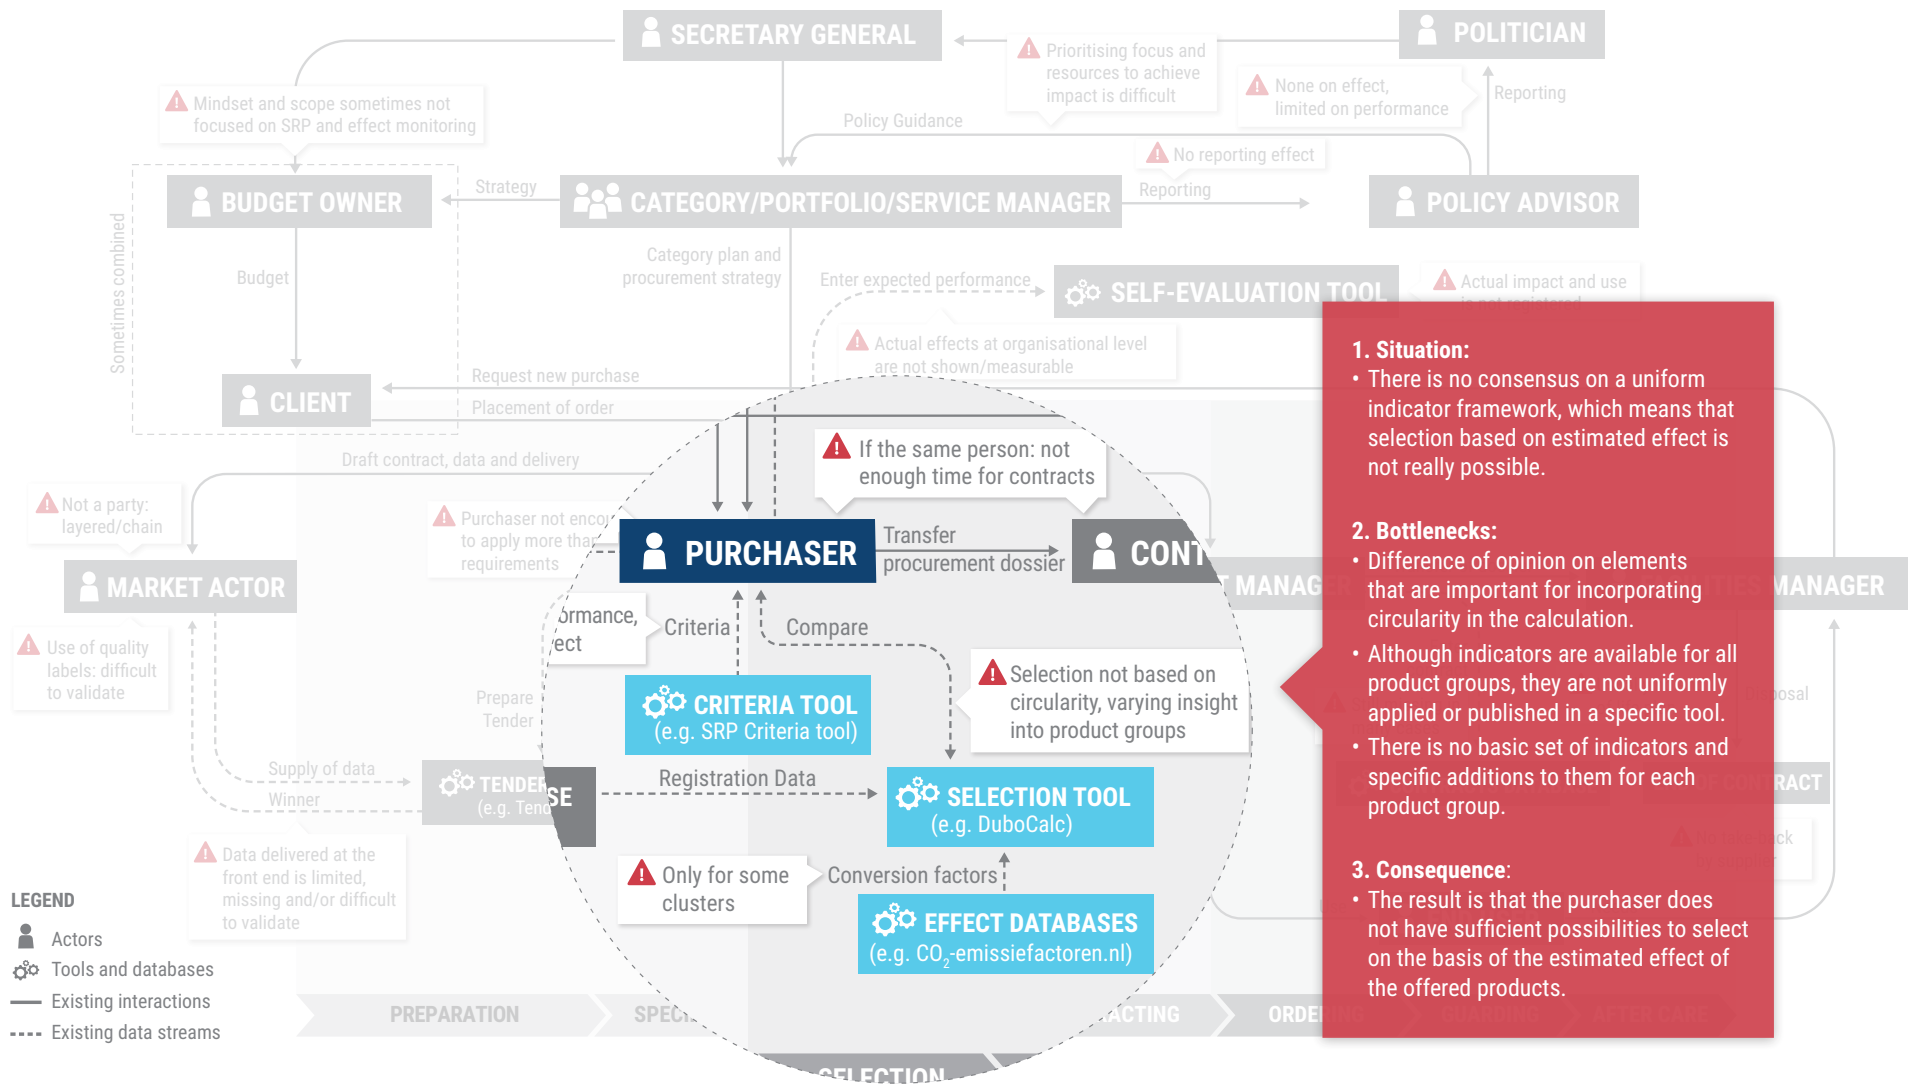 SECRETARY GENERAL
POLITICIAN
Prioritising focus and
resources to achieve
impact is difficult
None on effect,
limited on performance
Reporting
Mindset and scope sometimes not
focused on SRP and effect monitoring
Policy Guidance
No reporting effect
Sometimes combined
BUDGET OWNER
Strategy
CATEGORY/PORTFOLIO/SERVICE MANAGER
Reporting
POLICY ADVISOR
Budget
Category plan and
procurement strategy
Enter expected performance
SELF-EVALUATION TOOL
Actual impact and use
is not registered
Actual effects at organisational level
are not shown/measurable
CLIENT
Request new purchase
Placement of order
Draft contract, data and delivery
If the same person: not
enough time for contracts
Not a party:
layered/chain
Purchaser not
to apply more than
requirements
PURCHASER
Transfer
procurement dossier
CONT
MANAGER
MANAGER
MARKET ACTOR
Use of quality
labels: difficult
to validate
ormance,
ect
Criteria
Compare
Prepare
Tender
CRITERIA TOOL
(e.g. SRP Criteria tool)
Selection not based on
circularity, varying insight
into product groups
Supply of data
Winner
TENDER
(e.g. Tend
SE
Registration Data
SELECTION TOOL
(e.g. DuboCalc)
Data delivered at the
front end is limited,
missing and/or difficult
to validate
Only for some
clusters
Conversion factors
EFFECT DATABASES
(e.g. CO2-emissiefactoren.nl)
1. Situation:
• There is no consensus on a uniform
indicator framework, which means that
selection based on estimated effect is
not really possible.
2. Bottlenecks:
• Difference of opinion on elements
that are important for incorporating
circularity in the calculation.
• Although indicators are available for all
product groups, they are not uniformly
applied or published in a specific tool.
• There is no basic set of indicators and
specific additions to them for each
product group.
3. Consequence:
• The result is that the purchaser does
not have sufficient possibilities to select
on the basis of the estimated effect of
the offered products.
Disposal
OF CONTRACT
LEGEND
Actors
Tools and databases
Existing interactions
Existing data streams
PREPARATION
SPECI
SELECTION
ACTING
ORDERING
GUARDING
AFTER CARE